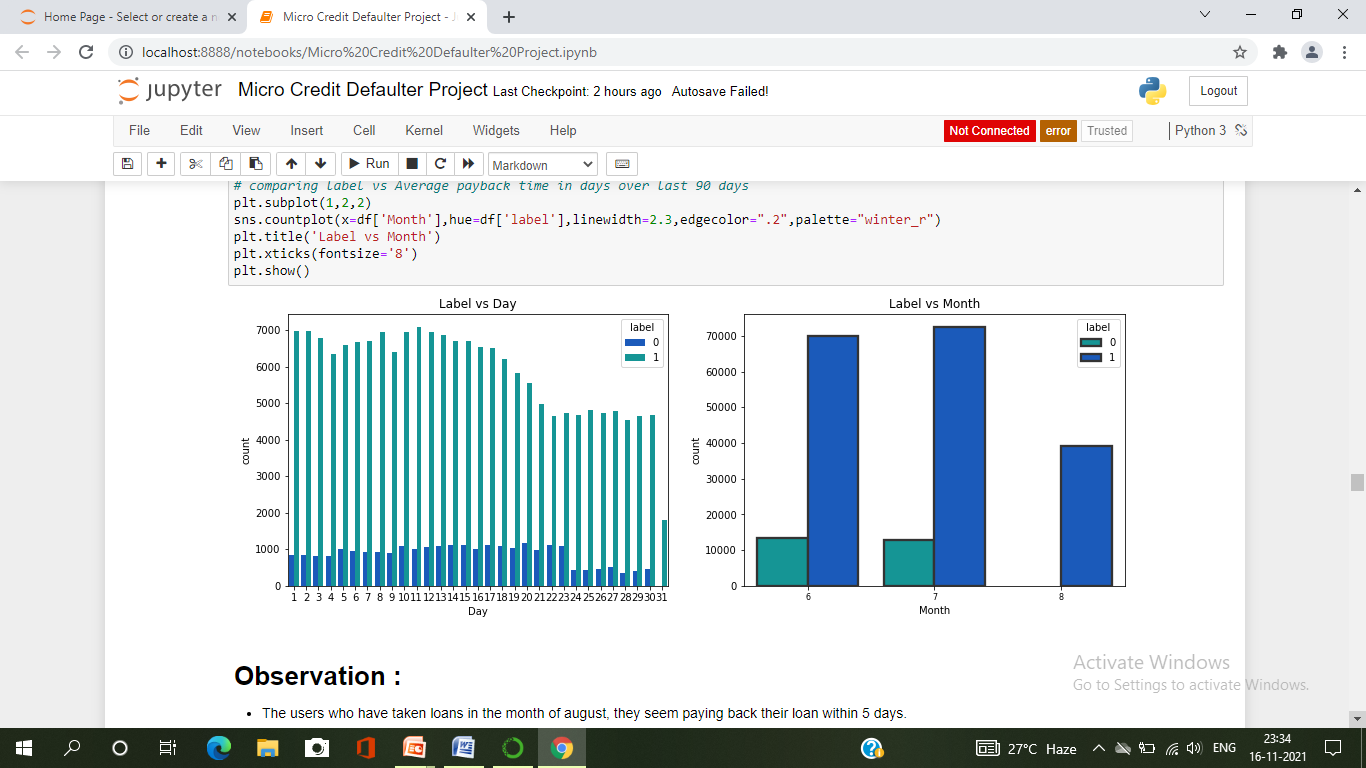 Home Page - Select or create a n
Micro Credit Defaulter Project - J
localhost:8888/notebooks/Micro%20Credit%20Defaulter%20Project.ipynb
jupyter Micro Credit Defaulter Project Last Checkpoint: 2 hours ago Autosave Failed! Logout
File Edit View Insert Cell Kernel Widgets Help Not Connected error Trusted Python 3
Run Markdown
# comparing label vs Average payback time in days over last 90 days
plt.subplot(1,2,2)
sns.countplot(x=df['Month'],hue=df['label'],linewidth=2.3,edgecolor=".2",palette="winter_r")
plt.title('Label vs Month')
plt.xticks(fontsize='8')
plt.show()
Label vs Day
label
0
1
7000
6000
5000
4000
3000
2000
1000
0
count
1 2 3 4 5 6 7 8 9 10 11 12 13 14 15 16 17 18 19 20 21 22 23 24 25 26 27 28 29 30 31
Day
Label vs Month
label
0
1
70000
60000
50000
40000
30000
20000
10000
0
count
6 7 8
Month
Observation :
The users who have taken loans in the month of august, they seem paying back their loan within 5 days.
Activate Windows
Go to Settings to activate Windows.
27°C Haze ENG 23:34
16-11-2021